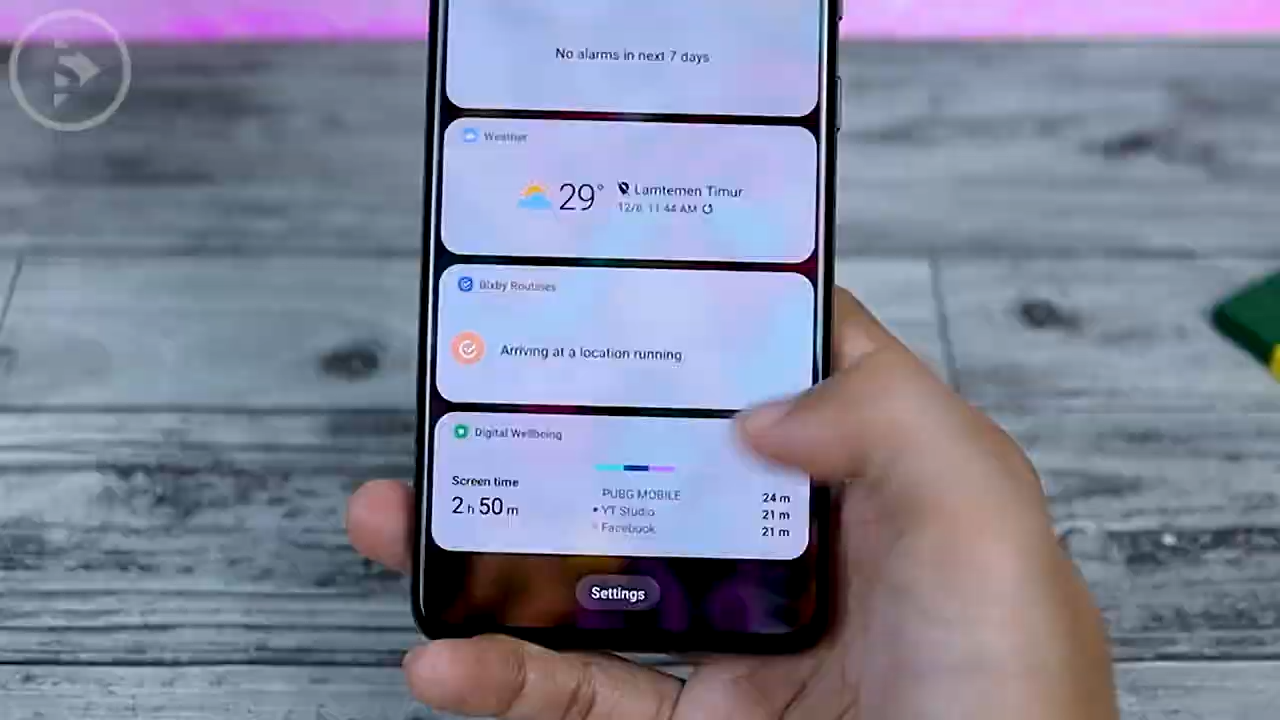 No alarms in next 7 days
Weather
29°
Lamtemen Timur
12/8, 11:44 AM
Bixby Routines
Arriving at a location running
Digital Wellbeing
Screen time
2 h 50 m
PUBG MOBILE 24 m
• YT Studio 21 m
• Facebook 21 m
Settings